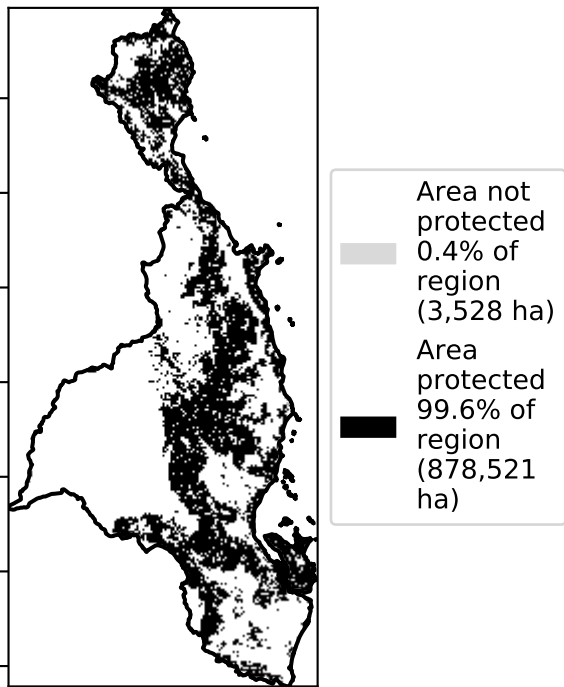 Area not
protected
0.4% of
region
(3,528 ha)
Area
protected
99.6% of
region
(878,521
ha)